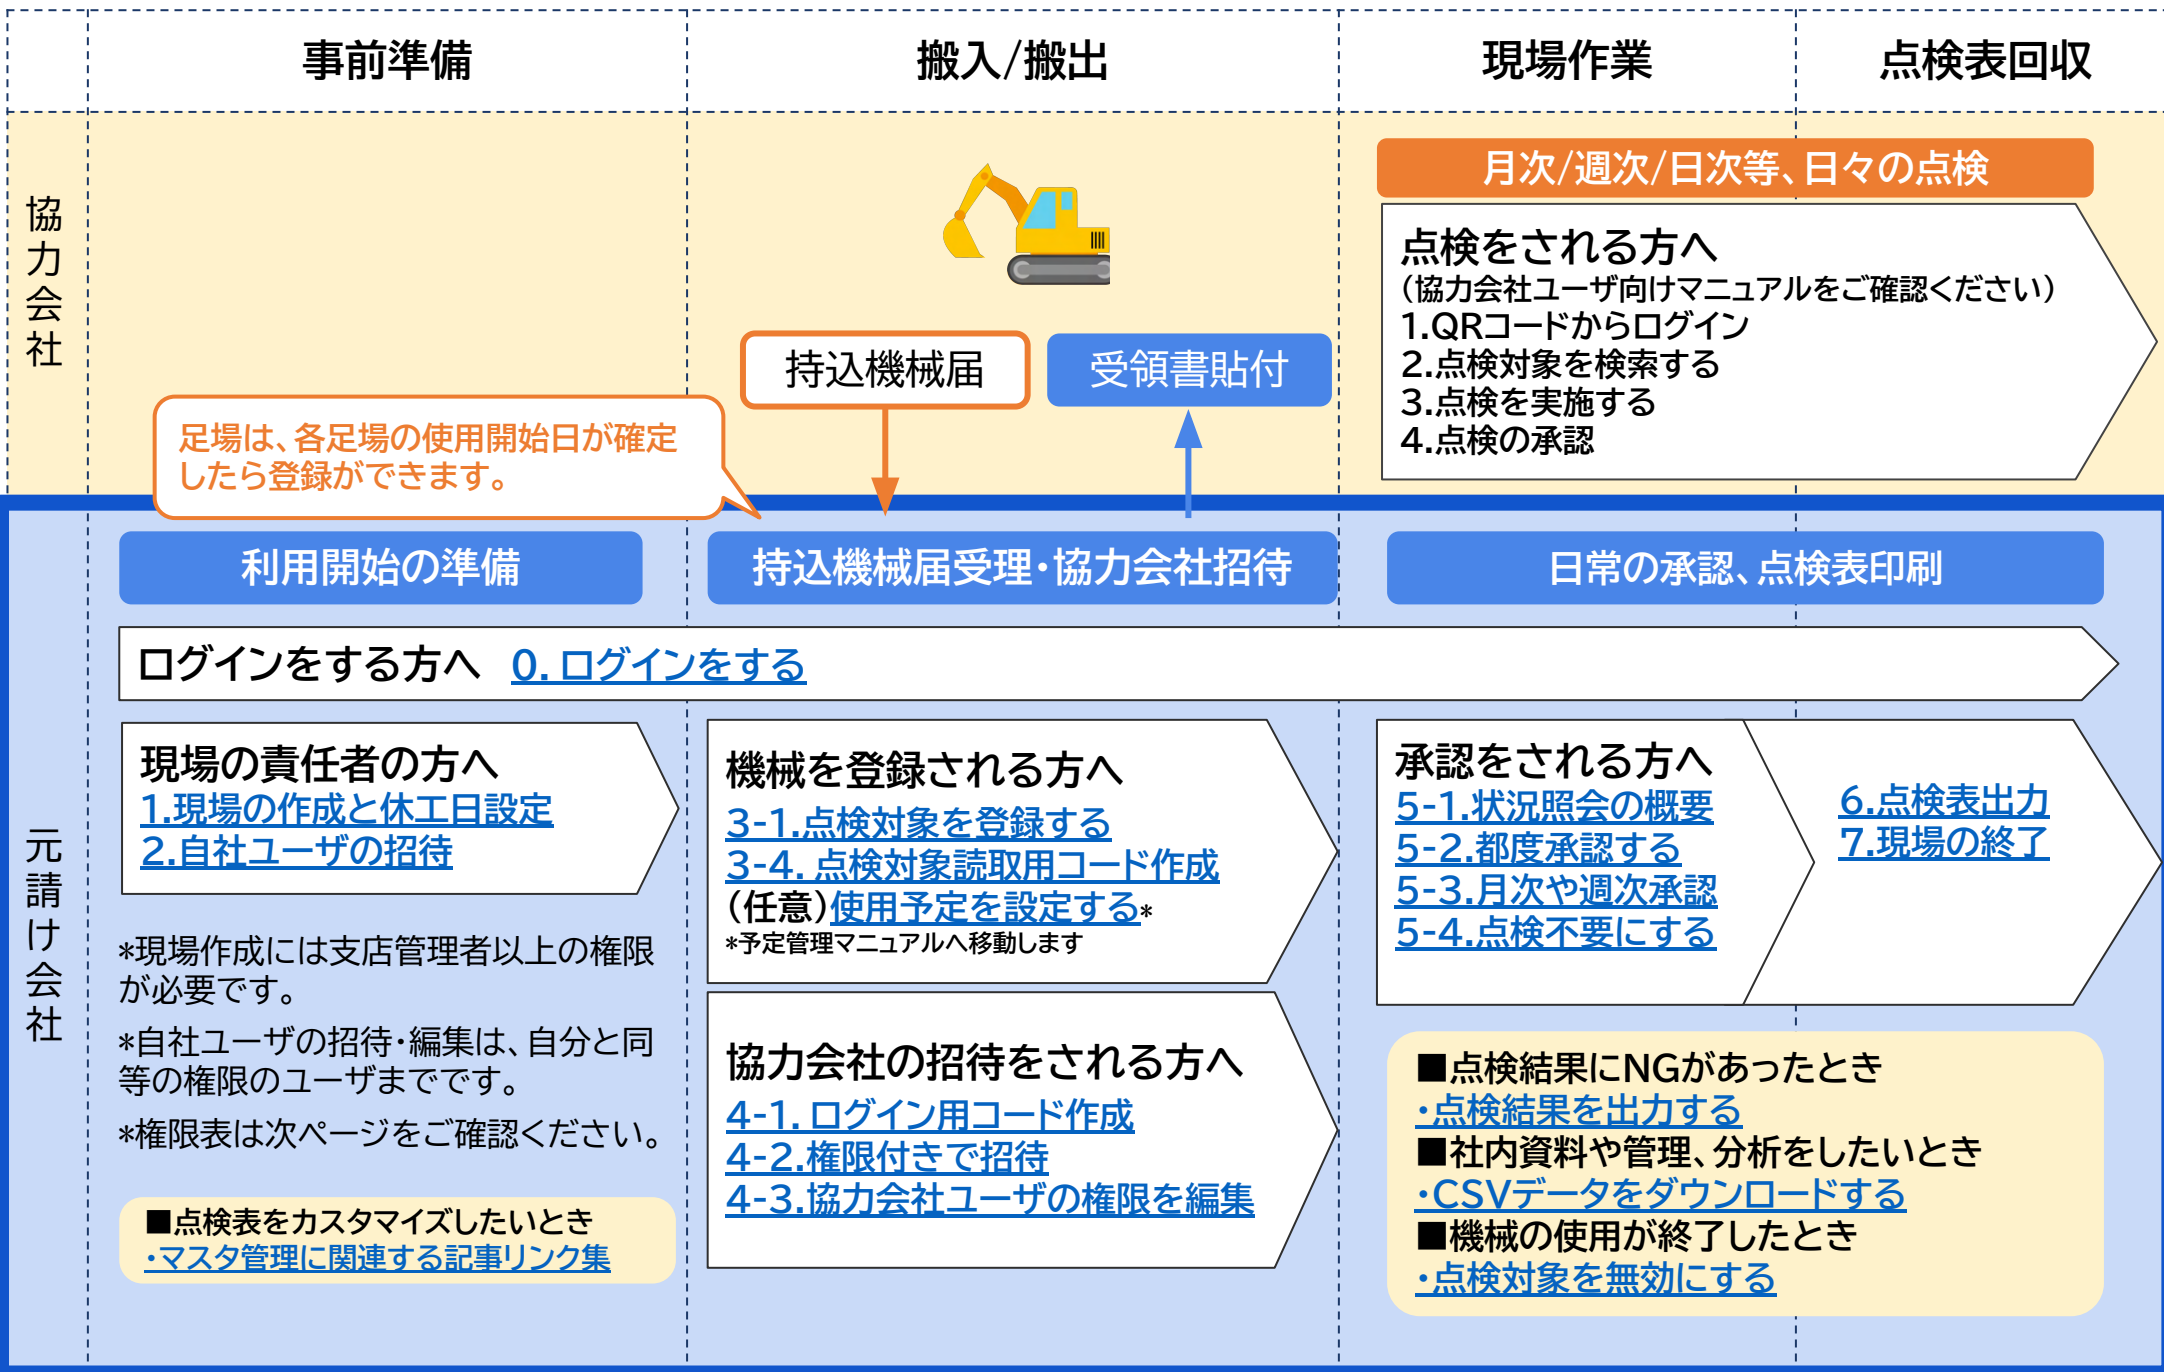 事前準備
搬入/搬出
現場作業
点検表回収
協力会社
月次/週次/日次等、日々の点検
点検をされる方へ
（協力会社ユーザ向けマニュアルをご確認ください）
1.QRコードからログイン
2.点検対象を検索する
3.点検を実施する
4.点検の承認
持込機械届
受領書貼付
足場は、各足場の使用開始日が確定
したら登録ができます。
元請け会社
利用開始の準備
持込機械届受理・協力会社招待
日常の承認、点検表印刷
ログインをする方へ 0. ログインをする
現場の責任者の方へ
1.現場の作成と休工日設定
2.自社ユーザの招待
*現場作成には支店管理者以上の権限
が必要です。
*自社ユーザの招待・編集は、自分と同
等の権限のユーザまでです。
*権限表は次ページをご確認ください。
■点検表をカスタマイズしたいとき
・マスタ管理に関連する記事リンク集
機械を登録される方へ
3-1.点検対象を登録する
3-4. 点検対象読取用コード作成
（任意）使用予定を設定する*
*予定管理マニュアルへ移動します
協力会社の招待をされる方へ
4-1. ログイン用コード作成
4-2.権限付きで招待
4-3.協力会社ユーザの権限を編集
承認をされる方へ
5-1.状況照会の概要
5-2.都度承認する
5-3.月次や週次承認
5-4.点検不要にする
6.点検表出力
7.現場の終了
■点検結果にNGがあったとき
・点検結果を出力する
■社内資料や管理、分析をしたいとき
・CSVデータをダウンロードする
■機械の使用が終了したとき
・点検対象を無効にする